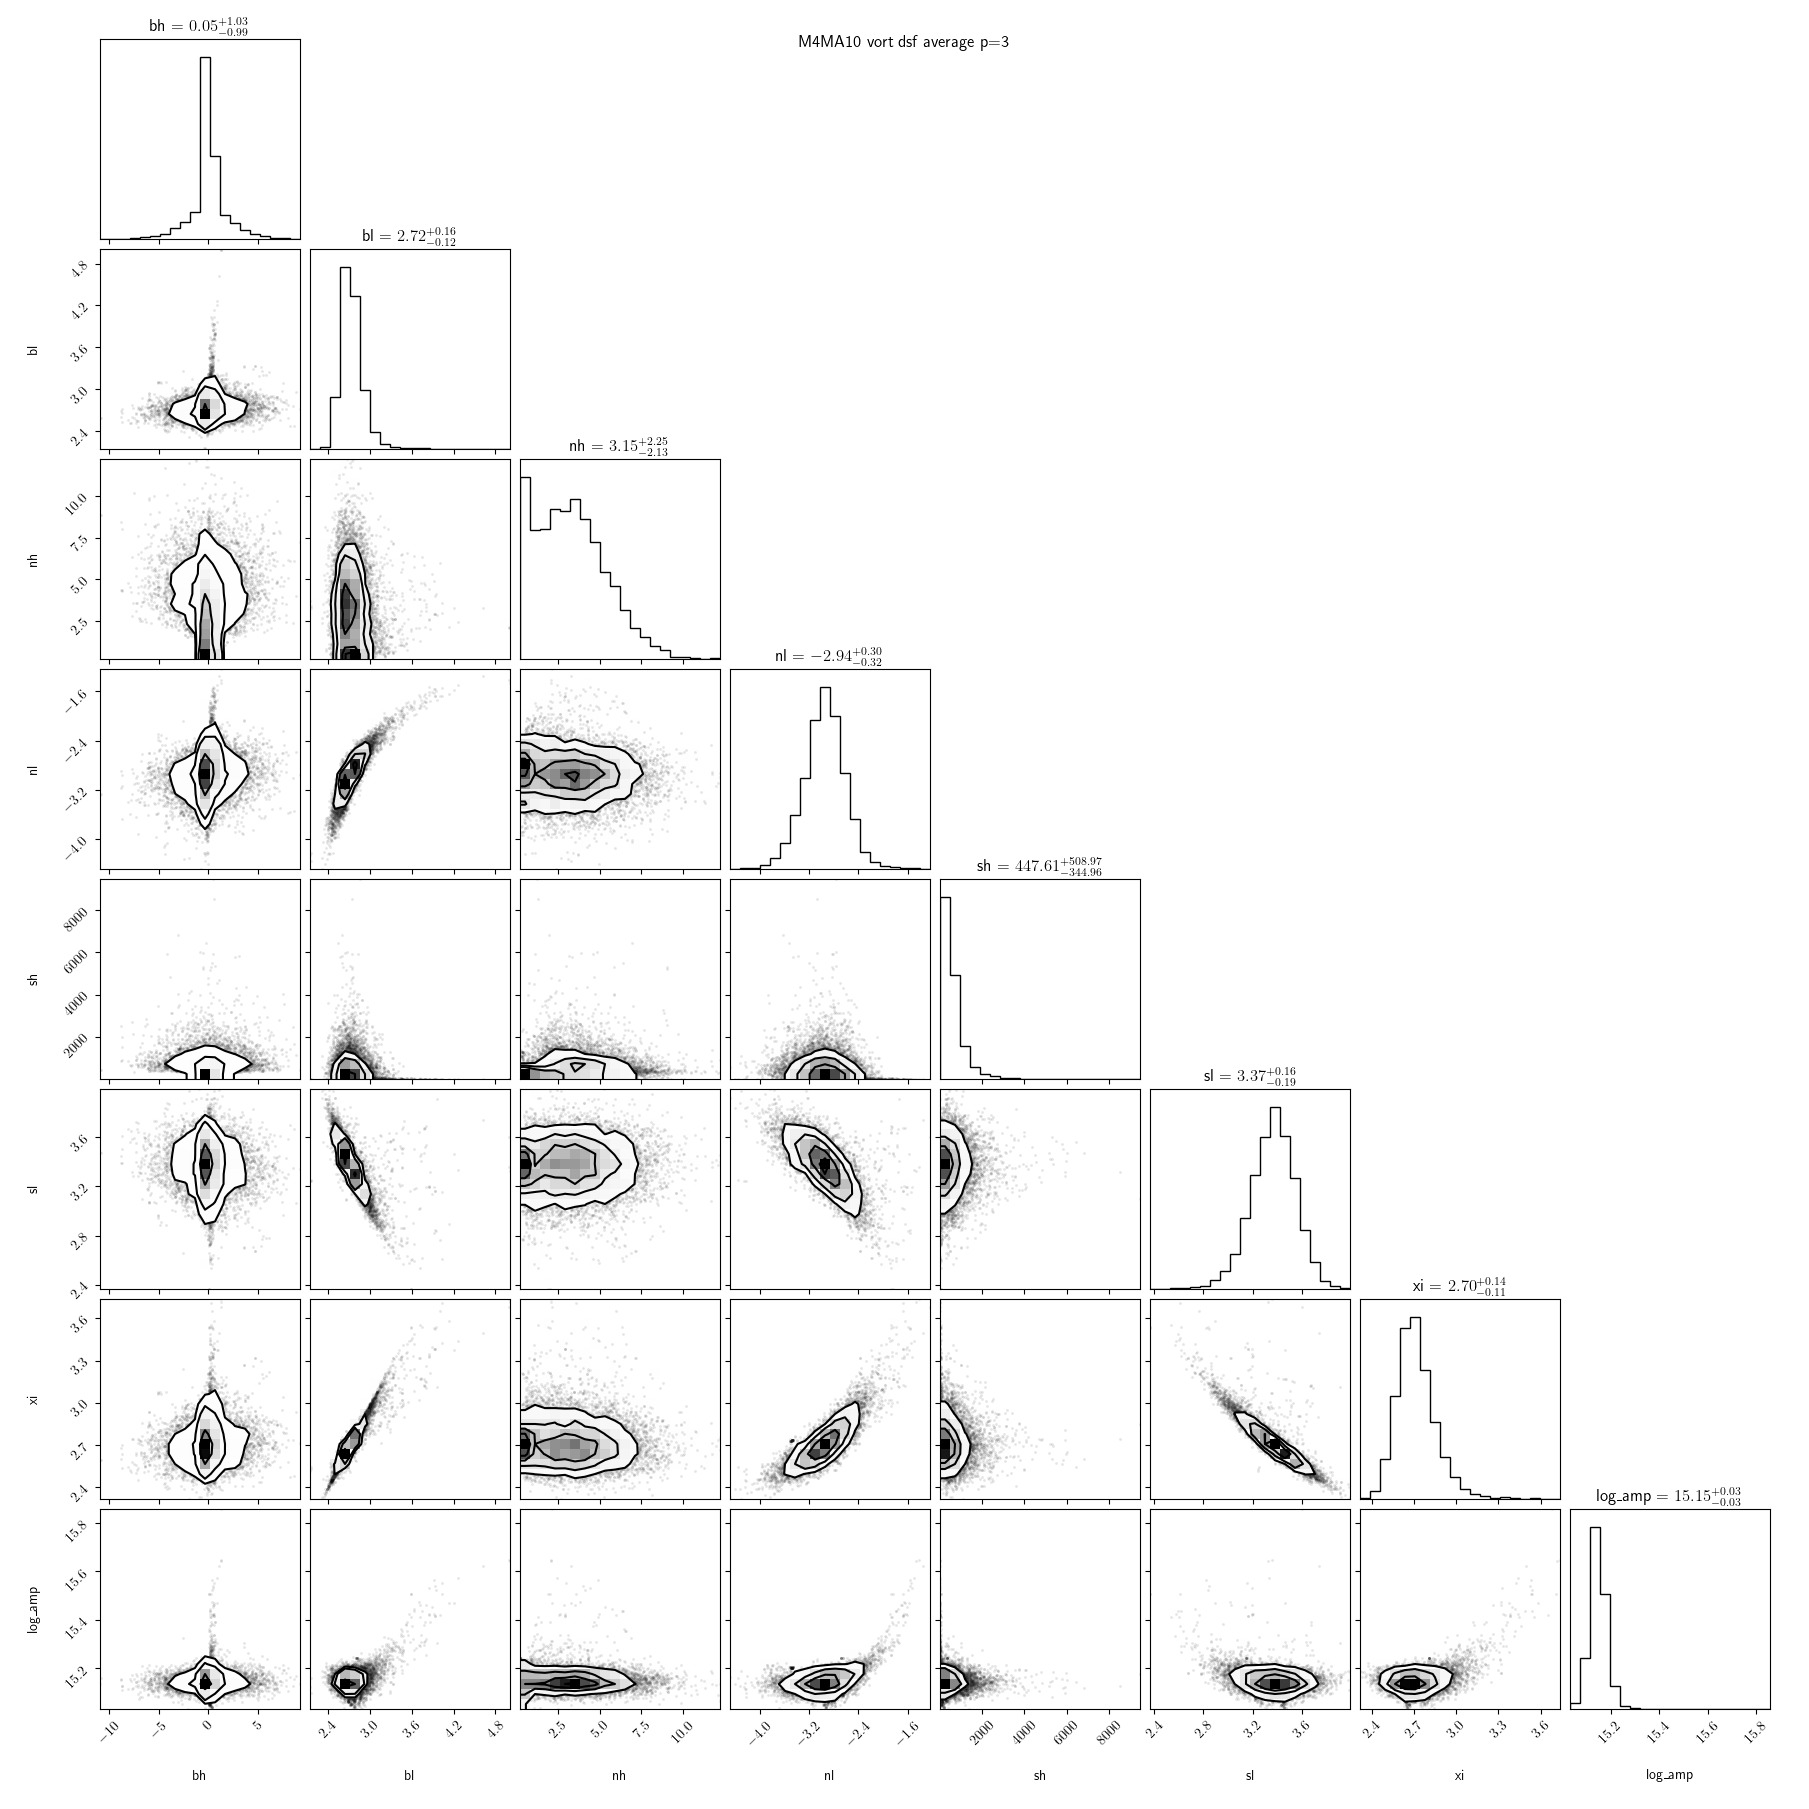 bh = 0.05^{+1.03}_{-0.99}
M4MA10 vort dsf average p=3
bl = 2.72^{+0.16}_{-0.12}
4.8
4.2
3.6
3.0
2.4
bl
nh = 3.15^{+2.25}_{-2.13}
10.0
7.5
5.0
2.5
nh
nl = −2.94^{+0.30}_{-0.32}
−1.6
−2.4
−3.2
−4.0
nl
sh = 447.61^{+508.97}_{-344.96}
8000
6000
4000
2000
sh
sl = 3.37^{+0.16}_{-0.19}
3.6
3.2
2.8
2.4
sl
xi = 2.70^{+0.14}_{-0.11}
3.6
3.3
3.0
2.7
2.4
xi
log_amp = 15.15^{+0.03}_{-0.03}
15.8
15.6
15.4
15.2
log_amp
−10 −5 0 5
2.4 3.0 3.6 4.2 4.8
2.5 5.0 7.5 10.0
−4.0 −3.2 −2.4 −1.6
2000 4000 6000 8000
2.4 2.8 3.2 3.6
2.4 2.7 3.0 3.3 3.6
15.2 15.4 15.6 15.8
bh bl nh nl sh sl xi log_amp